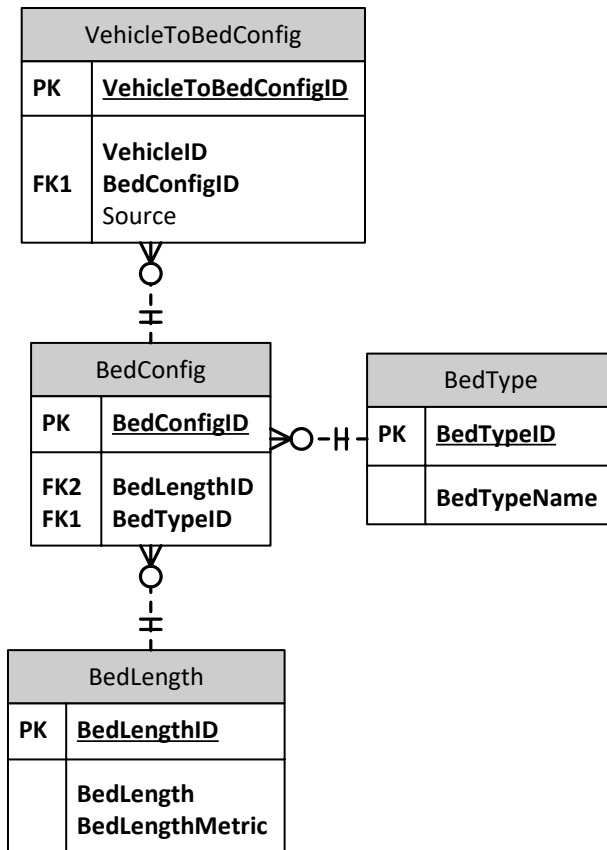 VehicleToBedConfig
PK VehicleToBedConfigID
VehicleID
FK1 BedConfigID
Source
BedConfig
PK BedConfigID
FK2 BedLengthID
FK1 BedTypeID
BedType
PK BedTypeID
BedTypeName
BedLength
PK BedLengthID
BedLength
BedLengthMetric